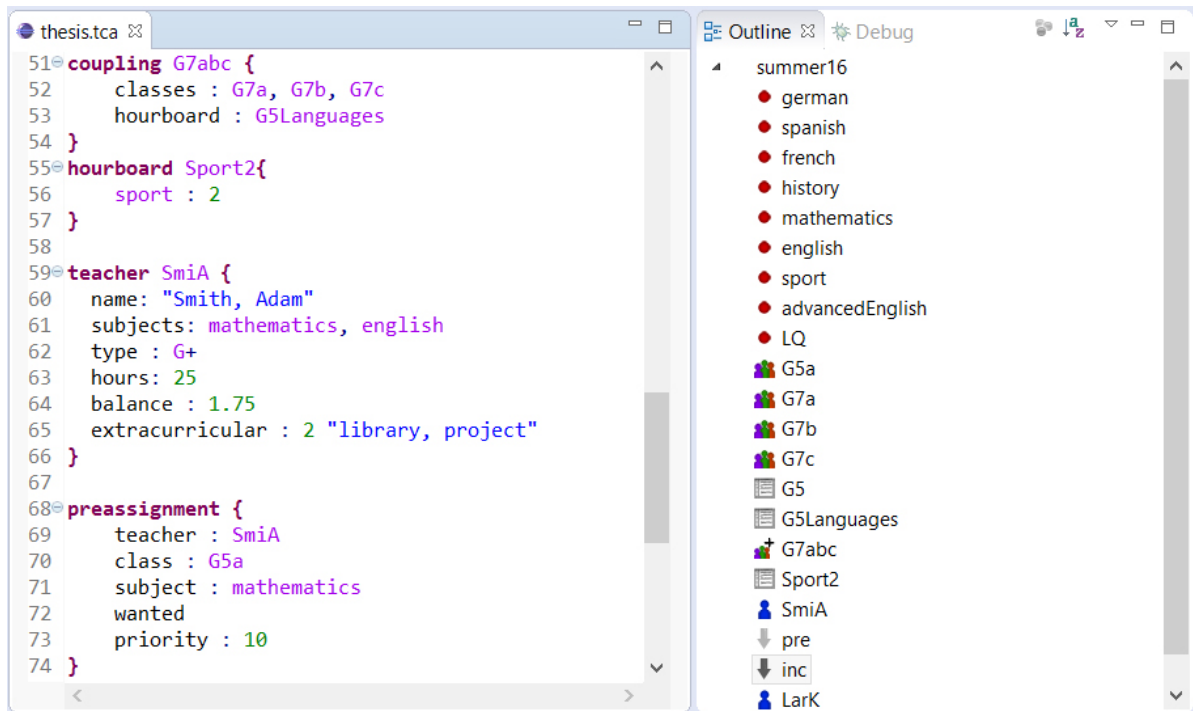 thesis.tca
51 coupling G7abc {
52 classes : G7a, G7b, G7c
53 hourboard : G5Languages
54 }
55 hourboard Sport2{
56 sport : 2
57 }
58
59 teacher SmiA {
60 name: "Smith, Adam"
61 subjects: mathematics, english
62 type : G+
63 hours: 25
64 balance : 1.75
65 extracurricular : 2 "library, project"
66 }
67
68 preassignment {
69 teacher : SmiA
70 class : G5a
71 subject : mathematics
72 wanted
73 priority : 10
74 }
Outline Debug
summer16
german
spanish
french
history
mathematics
english
sport
advancedEnglish
LQ
G5a
G7a
G7b
G7c
G5
G5Languages
G7abc
Sport2
SmiA
pre
inc
LarK